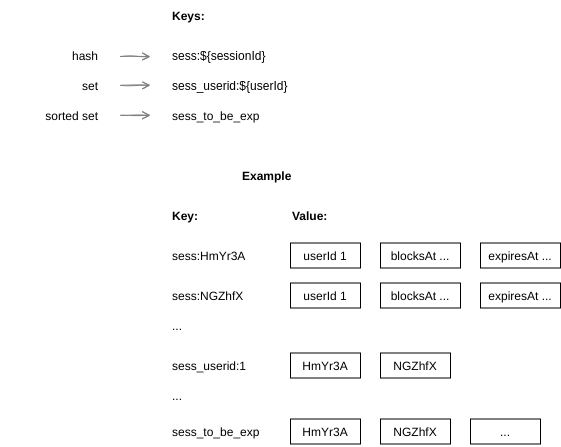 Keys:
hash sess:${sessionId}
set sess_userid:${userId}
sorted set sess_to_be_exp
Example
Key: Value:
sess:HmYr3A userId 1 blocksAt ... expiresAt ...
sess:NGZhfX userId 1 blocksAt ... expiresAt ...
...
sess_userid:1 HmYr3A NGZhfX
...
sess_to_be_exp HmYr3A NGZhfX ...